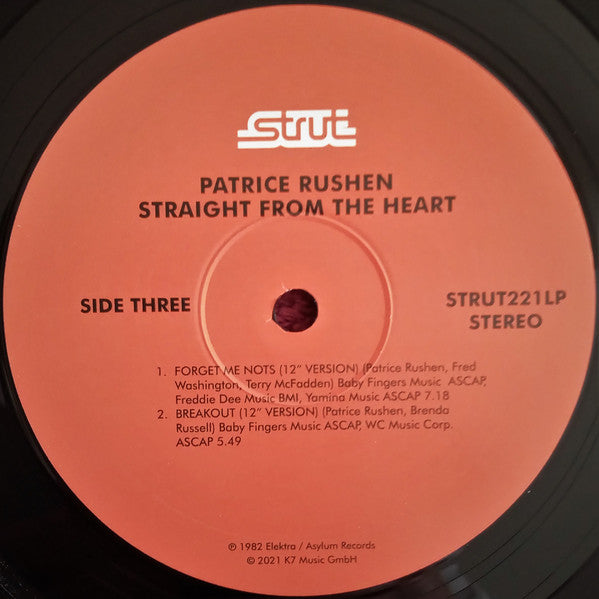 Strut
PATRICE RUSHEN
STRAIGHT FROM THE HEART
SIDE THREE
STRUT221LP
STEREO
1. FORGET ME NOTS (12" VERSION) (Patrice Rushen, Fred
Washington, Terry McFadden) Baby Fingers Music ASCAP,
Freddie Dee Music BMI, Yamina Music ASCAP 7.18
2. BREAKOUT (12" VERSION) (Patrice Rushen, Brenda
Russell) Baby Fingers Music ASCAP, WC Music Corp.
ASCAP 5.49
℗ 1982 Elektra / Asylum Records
© 2021 K7 Music GmbH